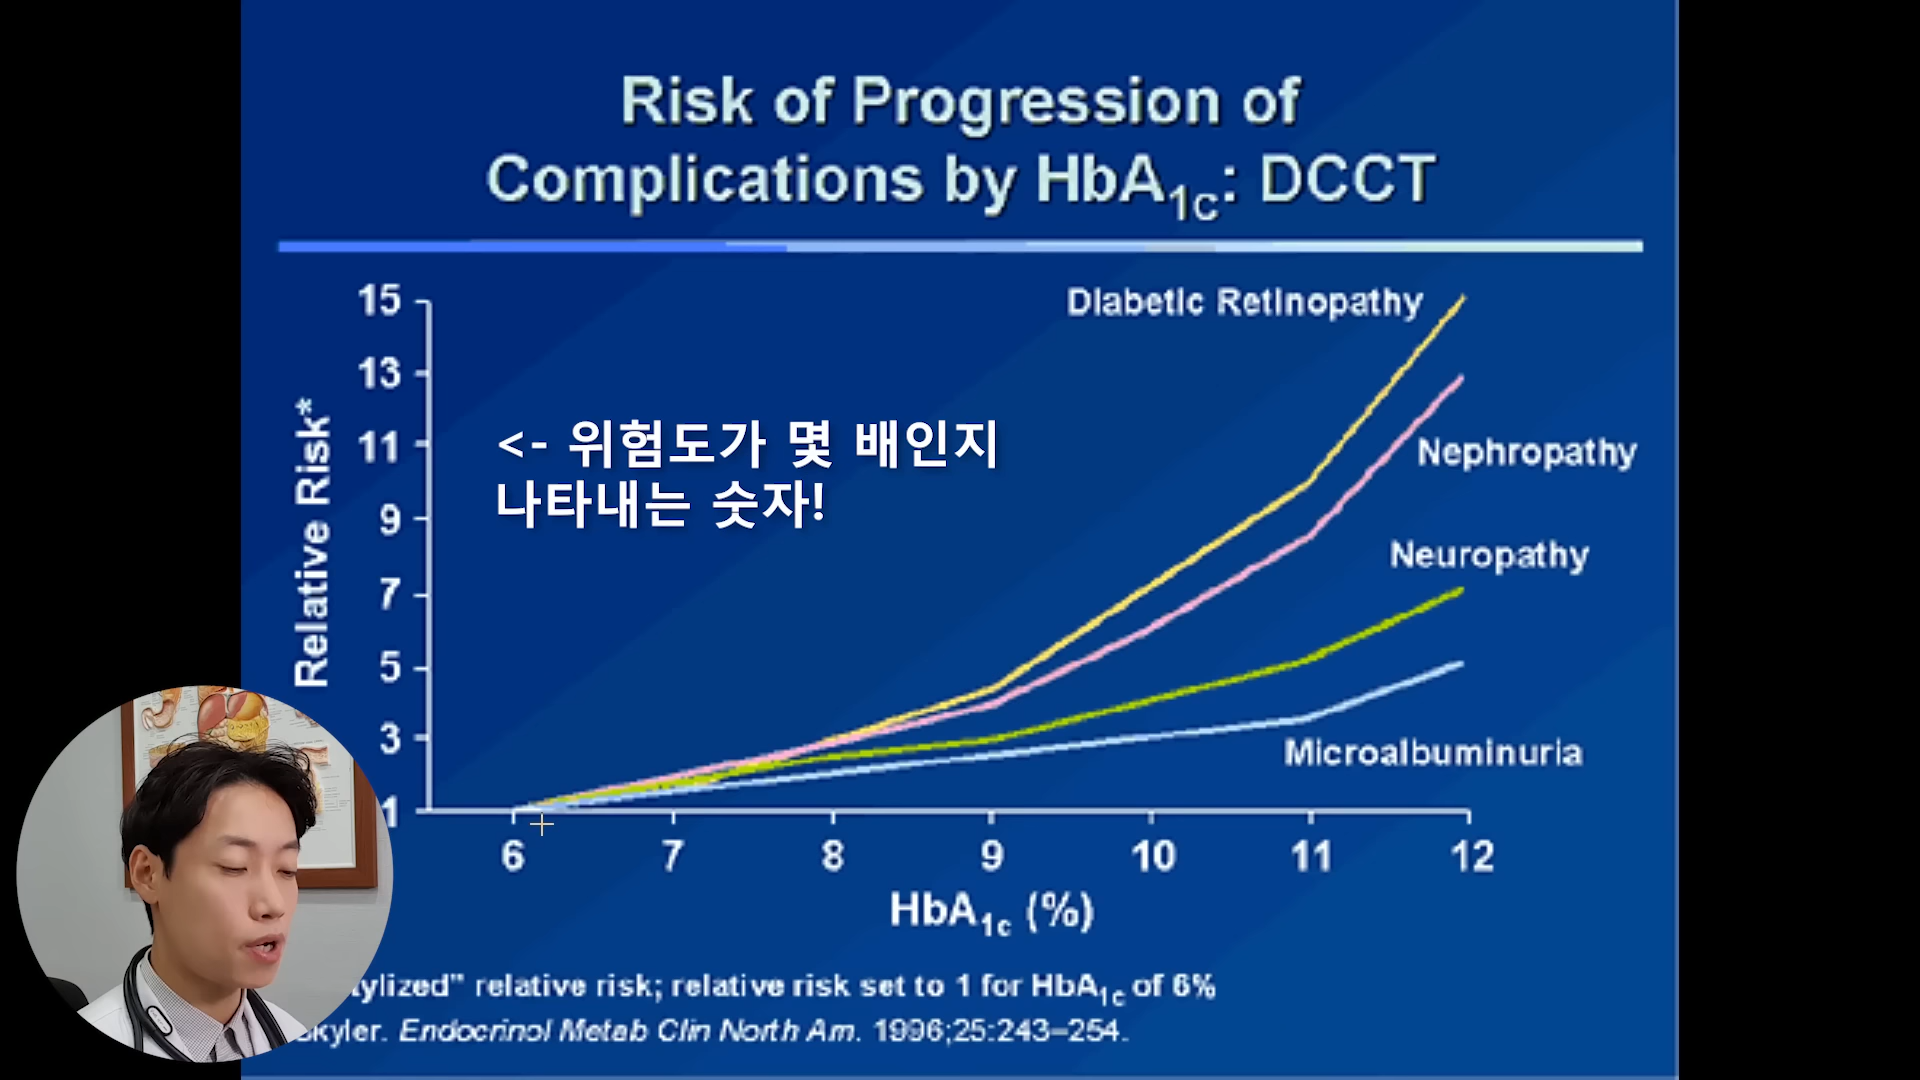 Risk of Progression of
Complications by HbA1c: DCCT
Relative Risk*
15
13
11
9
7
5
3
1
<- 위험도가 몇 배인지
나타내는 숫자!
Diabetic Retinopathy
Nephropathy
Neuropathy
Microalbuminuria
6 7 8 9 10 11 12
HbA1c (%)
tylized” relative risk; relative risk set to 1 for HbA1c of 6%
Skyler. Endocrinol Metab Clin North Am. 1996;25:243–254.